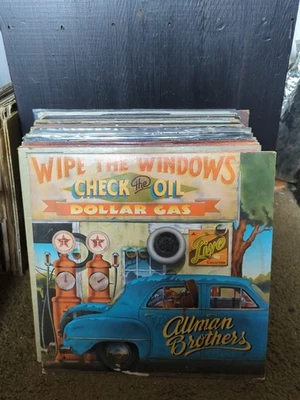 WIPE THE WINDOWS
CHECK The OIL
DOLLAR GAS
Live
Allman
Brothers